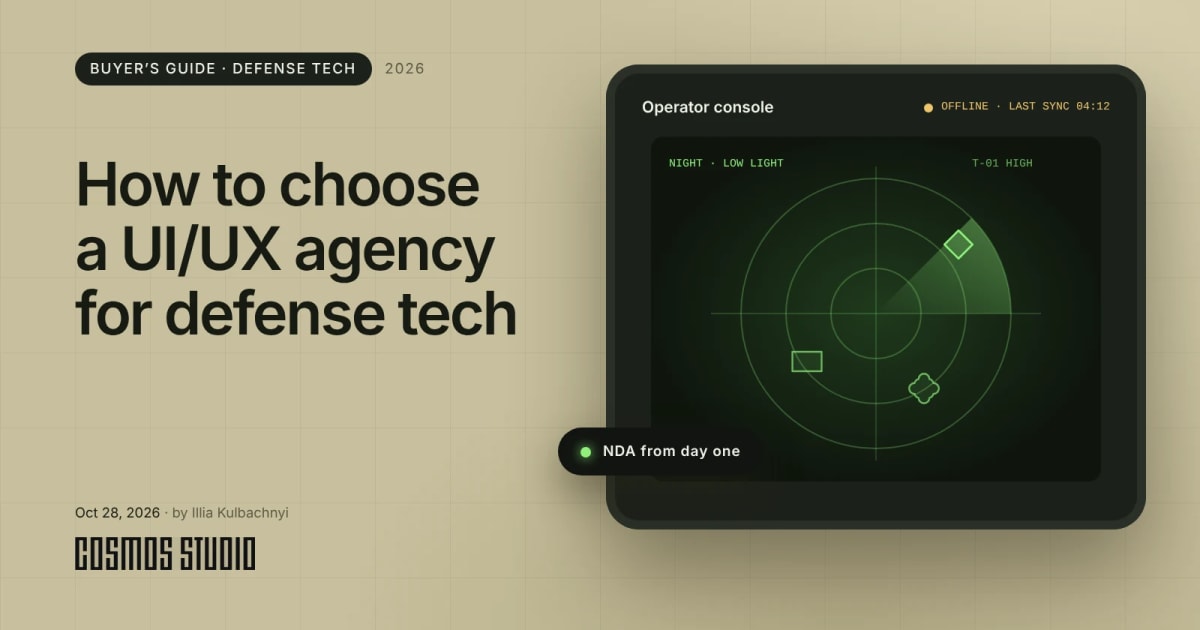 BUYER’S GUIDE · DEFENSE TECH 2026
How to choose
a UI/UX agency
for defense tech
Oct 28, 2026 · by Illia Kulbachnyi
COSMOS STUDIO
Operator console
OFFLINE · LAST SYNC 04:12
NIGHT · LOW LIGHT
T-01 HIGH
NDA from day one